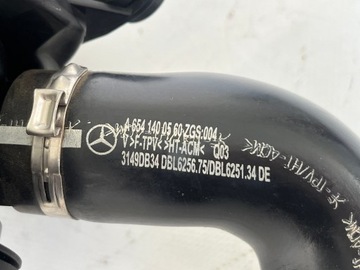 A 654 140 05 60 ZGS:004
V >F-TPV< >HT-ACM< Q03
3149DB34 DBL6256.75/DBL6251.34 DE